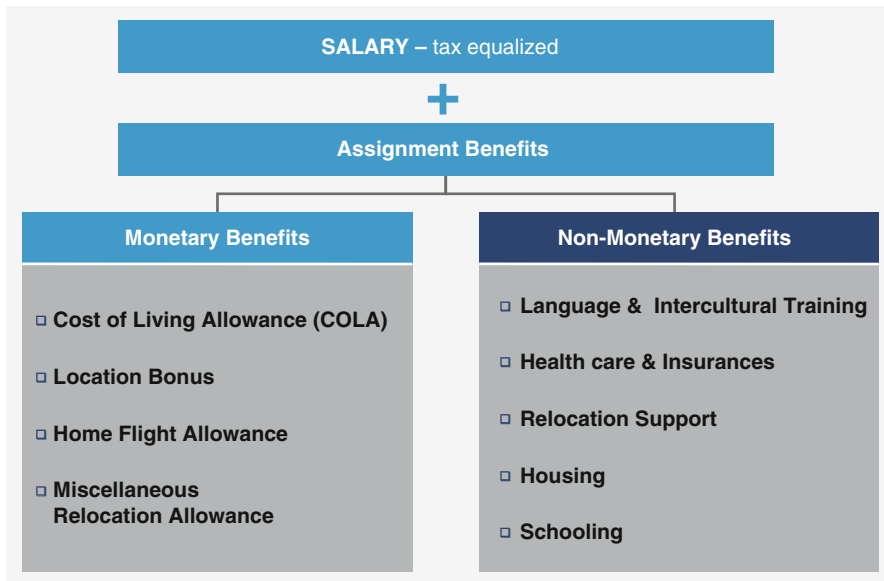 SALARY – tax equalized
+
Assignment Benefits
Monetary Benefits
Cost of Living Allowance (COLA)
Location Bonus
Home Flight Allowance
Miscellaneous
Relocation Allowance
Non-Monetary Benefits
Language & Intercultural Training
Health care & Insurances
Relocation Support
Housing
Schooling